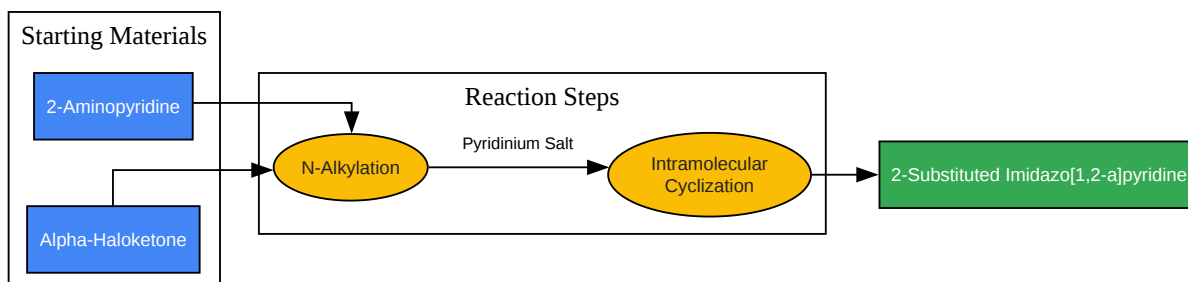 Starting Materials
2-Aminopyridine
Alpha-Haloketone
Reaction Steps
N-Alkylation
Pyridinium Salt
Intramolecular
Cyclization
2-Substituted Imidazo[1,2-a]pyridine